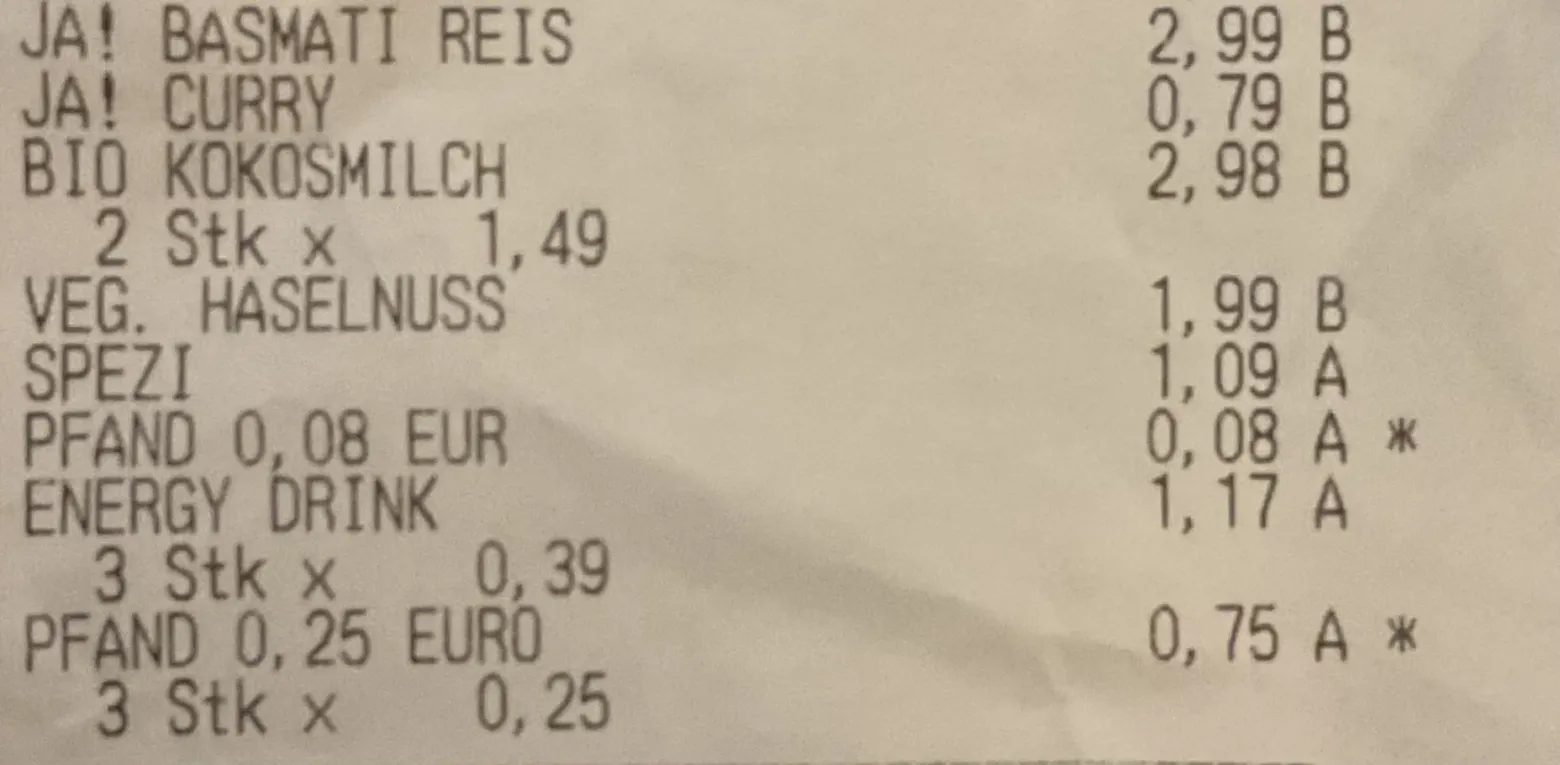 JA! BASMATI REIS 2,99 B
JA! CURRY 0,79 B
BIO KOKOSMILCH 2,98 B
2 Stk x 1,49
VEG. HASELNUSS 1,99 B
SPEZI 1,09 A
PFAND 0,08 EUR 0,08 A *
ENERGY DRINK 1,17 A
3 Stk x 0,39
PFAND 0,25 EURO 0,75 A *
3 Stk x 0,25